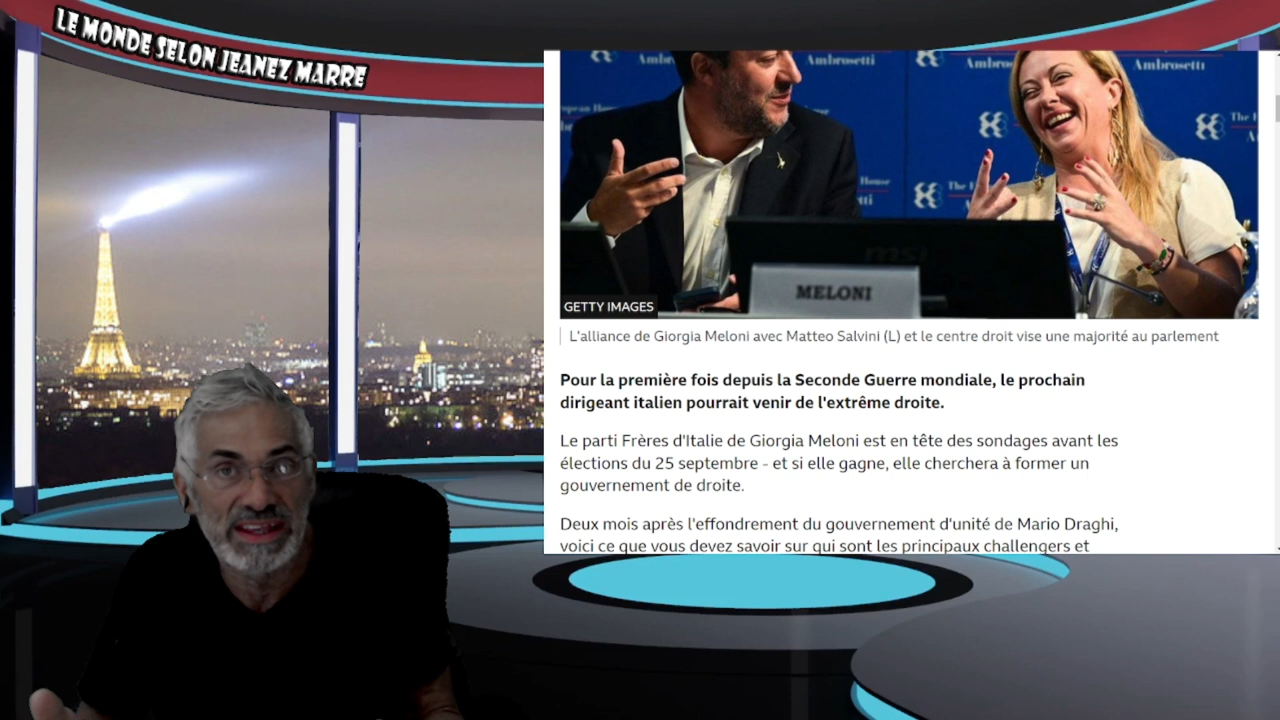 LE MONDE SELON JEANEZ MARRE
Ambrosetti
Ambrosetti
House
The H
MELONI
msi
GETTY IMAGES
L'alliance de Giorgia Meloni avec Matteo Salvini (L) et le centre droit vise une majorité au parlement
Pour la première fois depuis la Seconde Guerre mondiale, le prochain
dirigeant italien pourrait venir de l'extrême droite.
Le parti Frères d'Italie de Giorgia Meloni est en tête des sondages avant les
élections du 25 septembre - et si elle gagne, elle cherchera à former un
gouvernement de droite.
Deux mois après l'effondrement du gouvernement d'unité de Mario Draghi,
voici ce que vous devez savoir sur qui sont les principaux challengers et